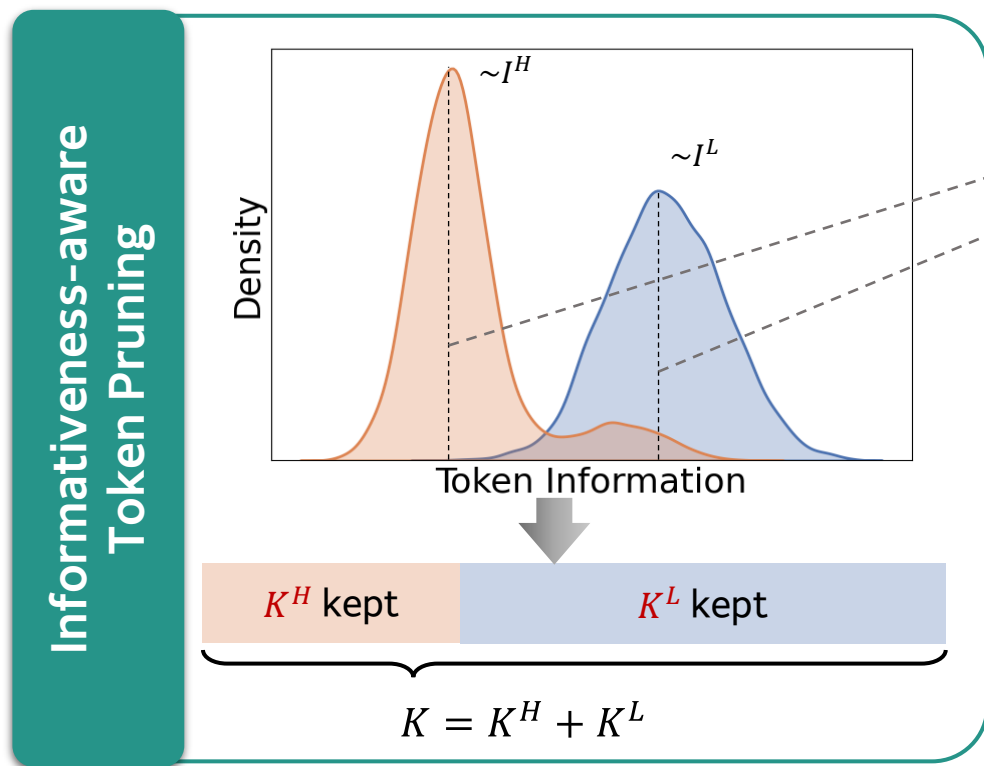 Informativeness-aware
Token Pruning
~I^H
~I^L
Density
Token Information
K^H kept
K^L kept
K = K^H + K^L